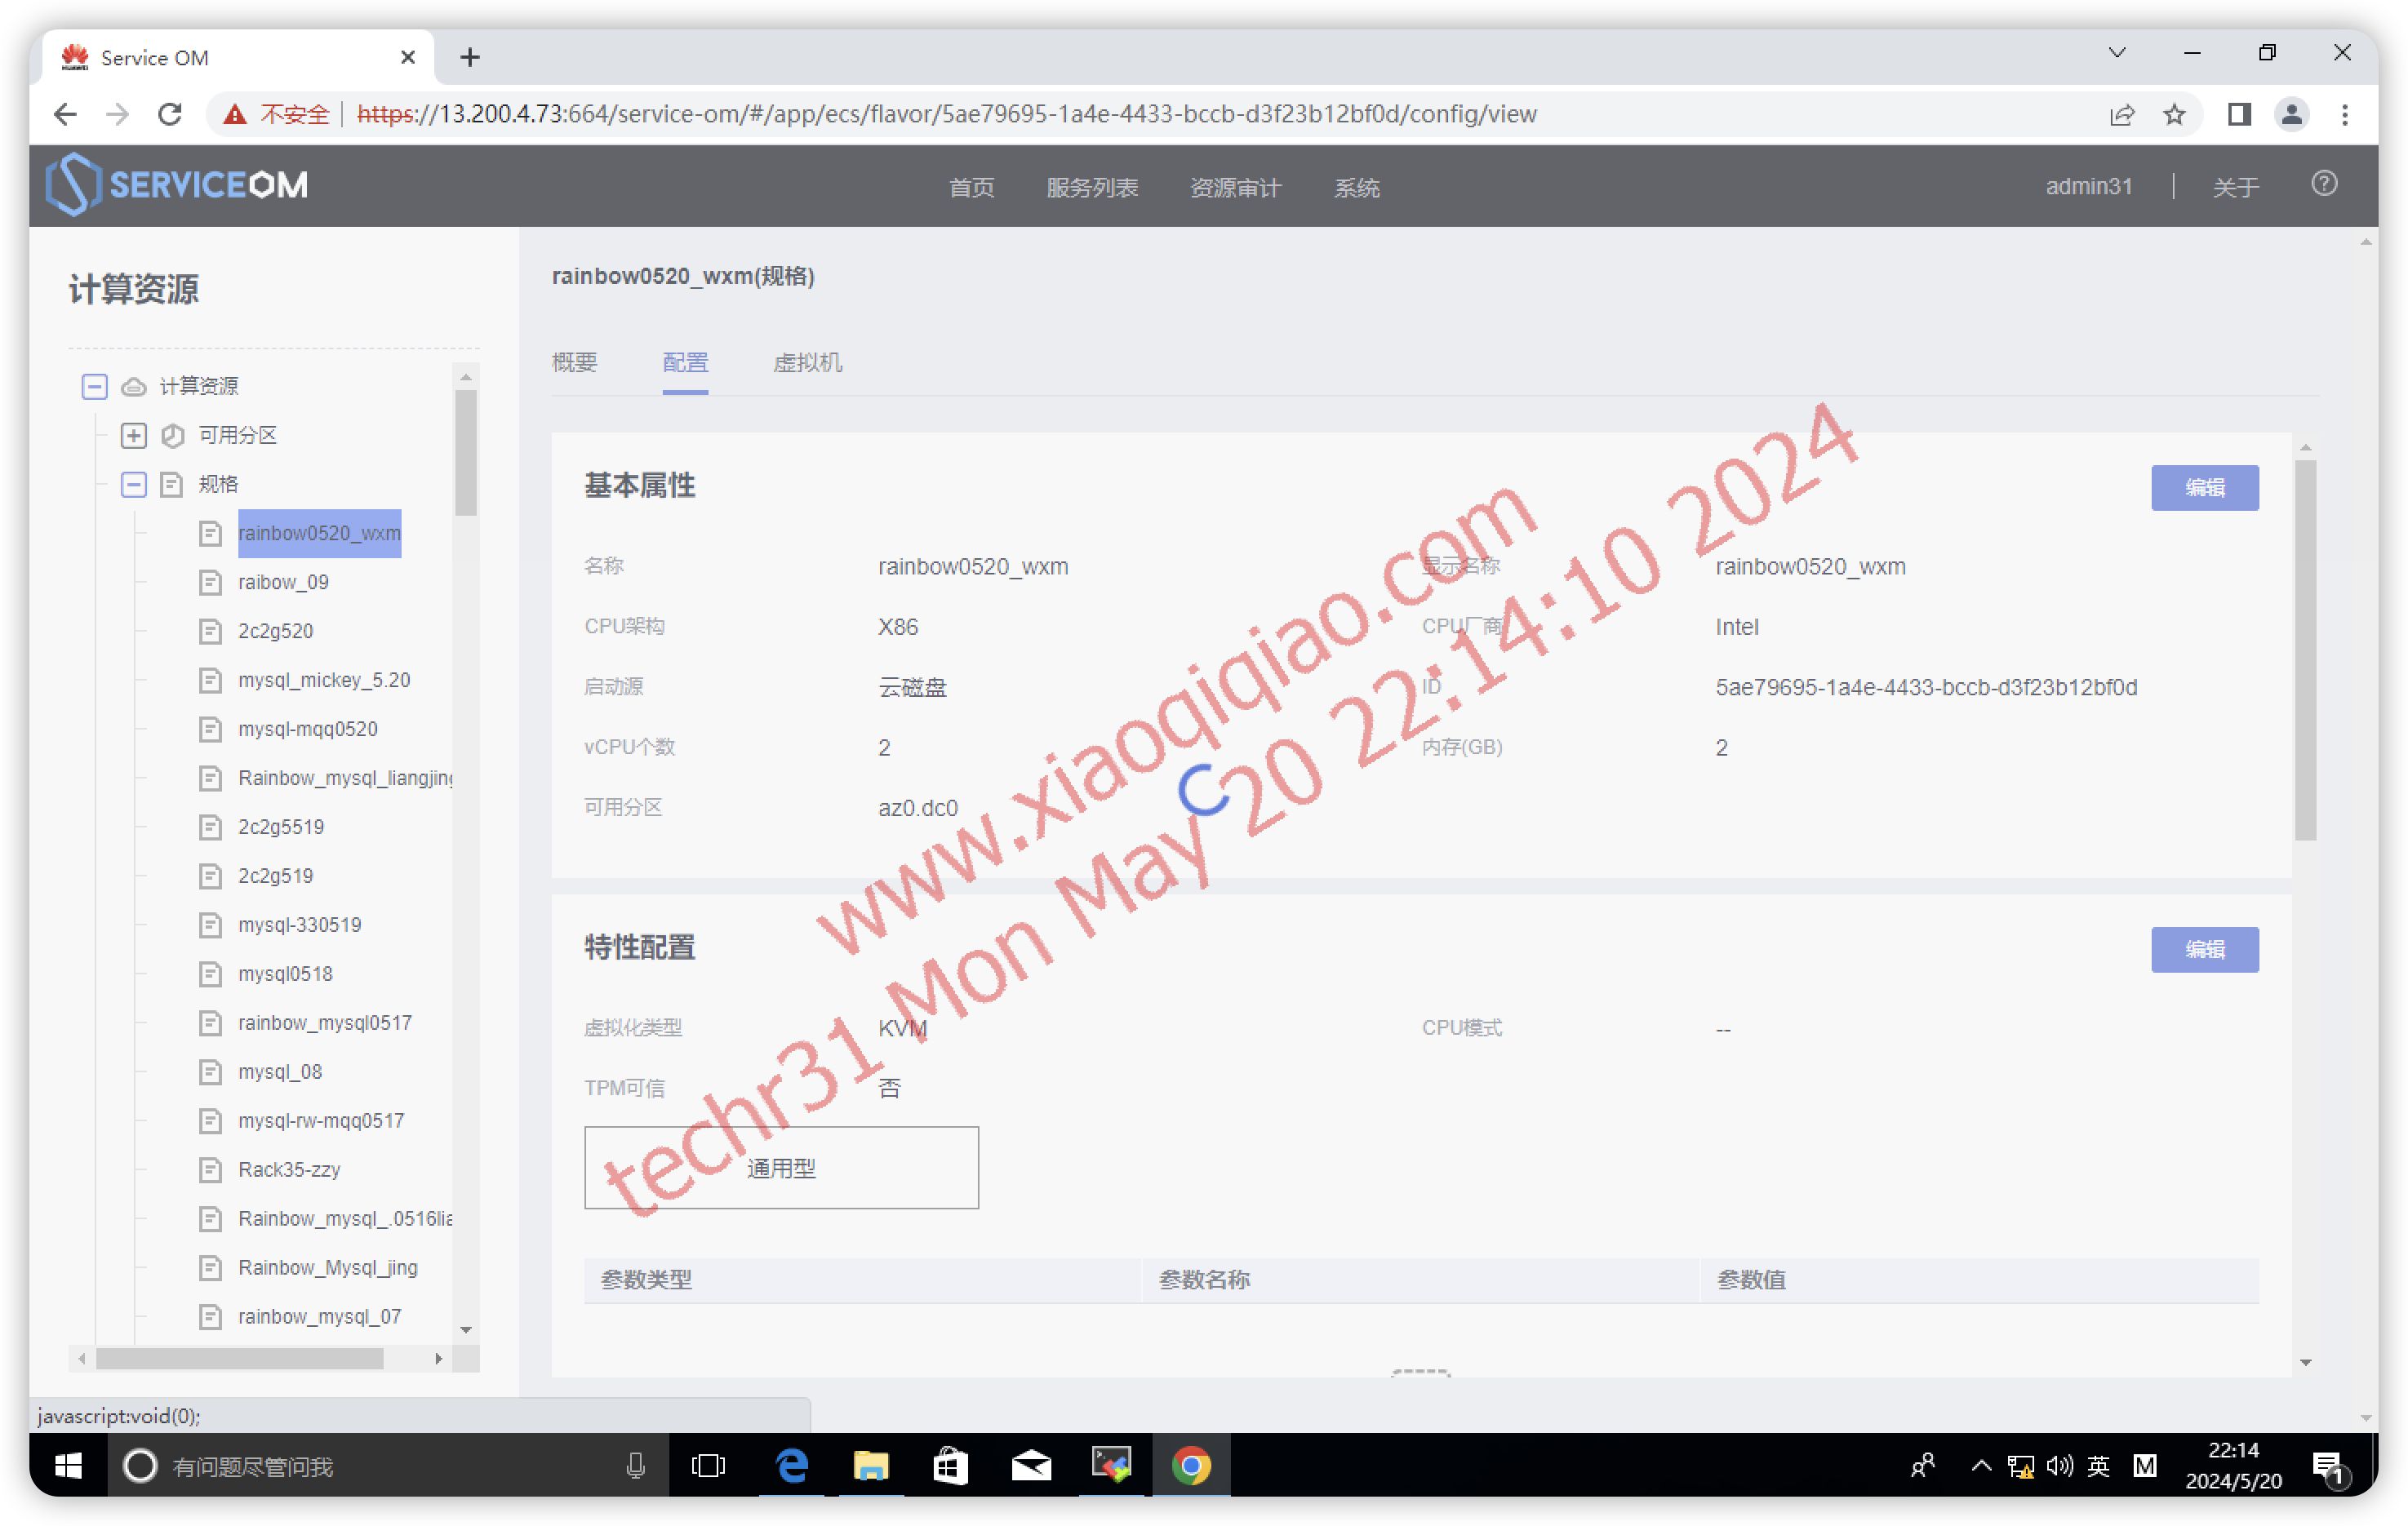 Service OM
不安全
https://13.200.4.73:664/service-om/#/app/ecs/flavor/5ae79695-1a4e-4433-bccb-d3f23b12bf0d/config/view
SERVICEOM
首页 服务列表 资源审计 系统
admin31 关于
计算资源
计算资源
可用分区
规格
rainbow0520_wxm
raibow_09
2c2g520
mysql_mickey_5.20
mysql-mqq0520
Rainbow_mysql_liangjing
2c2g5519
2c2g519
mysql-330519
mysql0518
rainbow_mysql0517
mysql_08
mysql-rw-mqq0517
Rack35-zzy
Rainbow_mysql_.0516lia
Rainbow_Mysql_jing
rainbow_mysql_07
rainbow0520_wxm(规格)
概要 配置 虚拟机
基本属性 编辑
名称 rainbow0520_wxm 显示名称 rainbow0520_wxm
CPU架构 X86 CPU厂商 Intel
启动源 云磁盘 ID 5ae79695-1a4e-4433-bccb-d3f23b12bf0d
vCPU个数 2 内存(GB) 2
可用分区 az0.dc0
特性配置 编辑
虚拟化类型 KVM CPU模式 --
TPM可信 否
通用型
参数类型 参数名称 参数值
www.xiaoqiqiao.com
techr31 Mon May 20 22:14:10 2024
javascript:void(0);
有问题尽管问我
英 M
22:14
2024/5/20
1